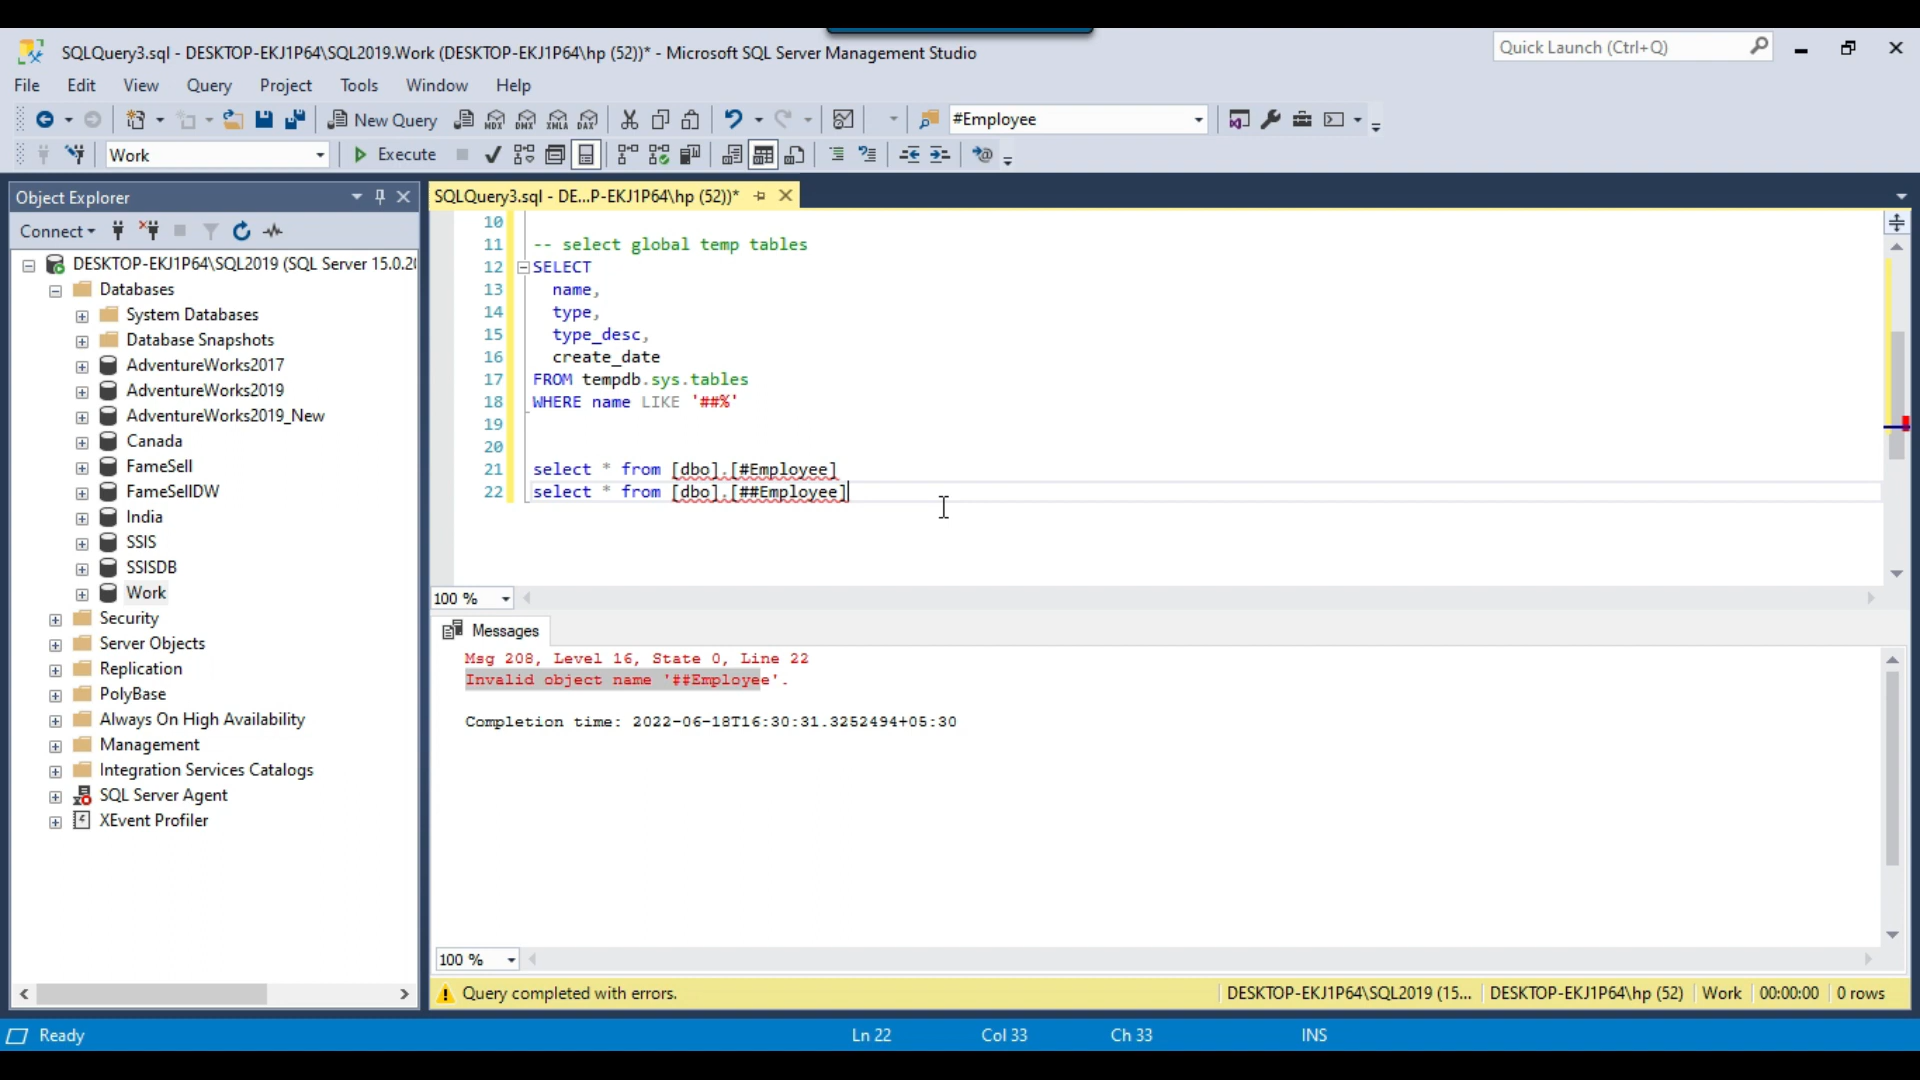 SQLQuery3.sql - DESKTOP-EKJ1P64\SQL2019.Work (DESKTOP-EKJ1P64\hp (52))* - Microsoft SQL Server Management Studio
Quick Launch (Ctrl+Q)
File Edit View Query Project Tools Window Help
New Query MDX DMX XMLA DAX #Employee
Work Execute
Object Explorer
SQLQuery3.sql - DE...P-EKJ1P64\hp (52))*
Connect
DESKTOP-EKJ1P64\SQL2019 (SQL Server 15.0.20
Databases
System Databases
Database Snapshots
AdventureWorks2017
AdventureWorks2019
AdventureWorks2019_New
Canada
FameSell
FameSellDW
India
SSIS
SSISDB
Work
Security
Server Objects
Replication
PolyBase
Always On High Availability
Management
Integration Services Catalogs
SQL Server Agent
XEvent Profiler
10
11 -- select global temp tables
12 SELECT
13 name,
14 type,
15 type_desc,
16 create_date
17 FROM tempdb.sys.tables
18 WHERE name LIKE '##%'
19
20
21 select * from [dbo].[#Employee]
22 select * from [dbo].[##Employee]
100 %
Messages
Msg 208, Level 16, State 0, Line 22
Invalid object name '##Employee'.
Completion time: 2022-06-18T16:30:31.3252494+05:30
100 %
Query completed with errors. DESKTOP-EKJ1P64\SQL2019 (15... DESKTOP-EKJ1P64\hp (52) Work 00:00:00 0 rows
Ready Ln 22 Col 33 Ch 33 INS